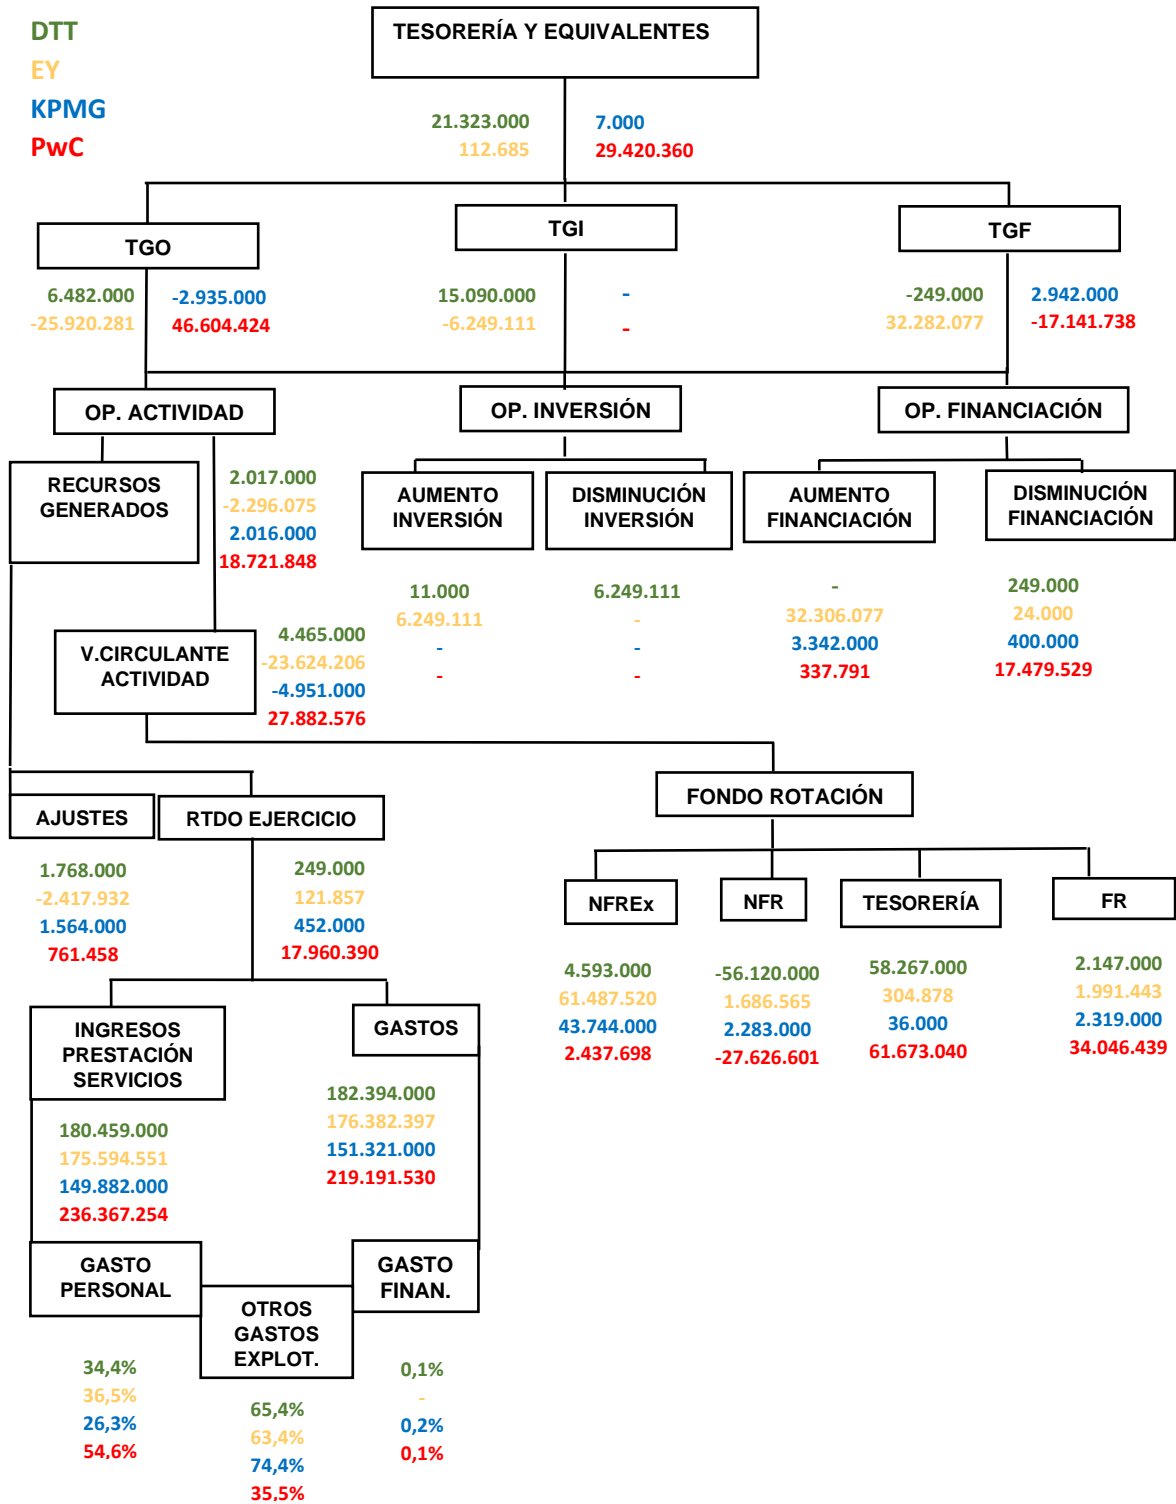 DTT
EY
KPMG
PwC
TESORERÍA Y EQUIVALENTES
21.323.000 7.000
112.685 29.420.360
TGO
6.482.000 -2.935.000
-25.920.281 46.604.424
TGI
15.090.000 -
-6.249.111 -
TGF
-249.000 2.942.000
32.282.077 -17.141.738
OP. ACTIVIDAD
OP. INVERSIÓN
OP. FINANCIACIÓN
RECURSOS
GENERADOS
2.017.000
-2.296.075
2.016.000
18.721.848
AUMENTO
INVERSIÓN
11.000
6.249.111
-
-
DISMINUCIÓN
INVERSIÓN
6.249.111
-
-
-
AUMENTO
FINANCIACIÓN
-
32.306.077
3.342.000
337.791
DISMINUCIÓN
FINANCIACIÓN
249.000
24.000
400.000
17.479.529
V.CIRCULANTE
ACTIVIDAD
4.465.000
-23.624.206
-4.951.000
27.882.576
AJUSTES
1.768.000
-2.417.932
1.564.000
761.458
RTDO EJERCICIO
249.000
121.857
452.000
17.960.390
FONDO ROTACIÓN
NFREx
4.593.000
61.487.520
43.744.000
2.437.698
NFR
-56.120.000
1.686.565
2.283.000
-27.626.601
TESORERÍA
58.267.000
304.878
36.000
61.673.040
FR
2.147.000
1.991.443
2.319.000
34.046.439
INGRESOS
PRESTACIÓN
SERVICIOS
180.459.000
175.594.551
149.882.000
236.367.254
GASTOS
182.394.000
176.382.397
151.321.000
219.191.530
GASTO
PERSONAL
34,4%
36,5%
26,3%
54,6%
OTROS
GASTOS
EXPLOT.
65,4%
63,4%
74,4%
35,5%
GASTO
FINAN.
0,1%
-
0,2%
0,1%